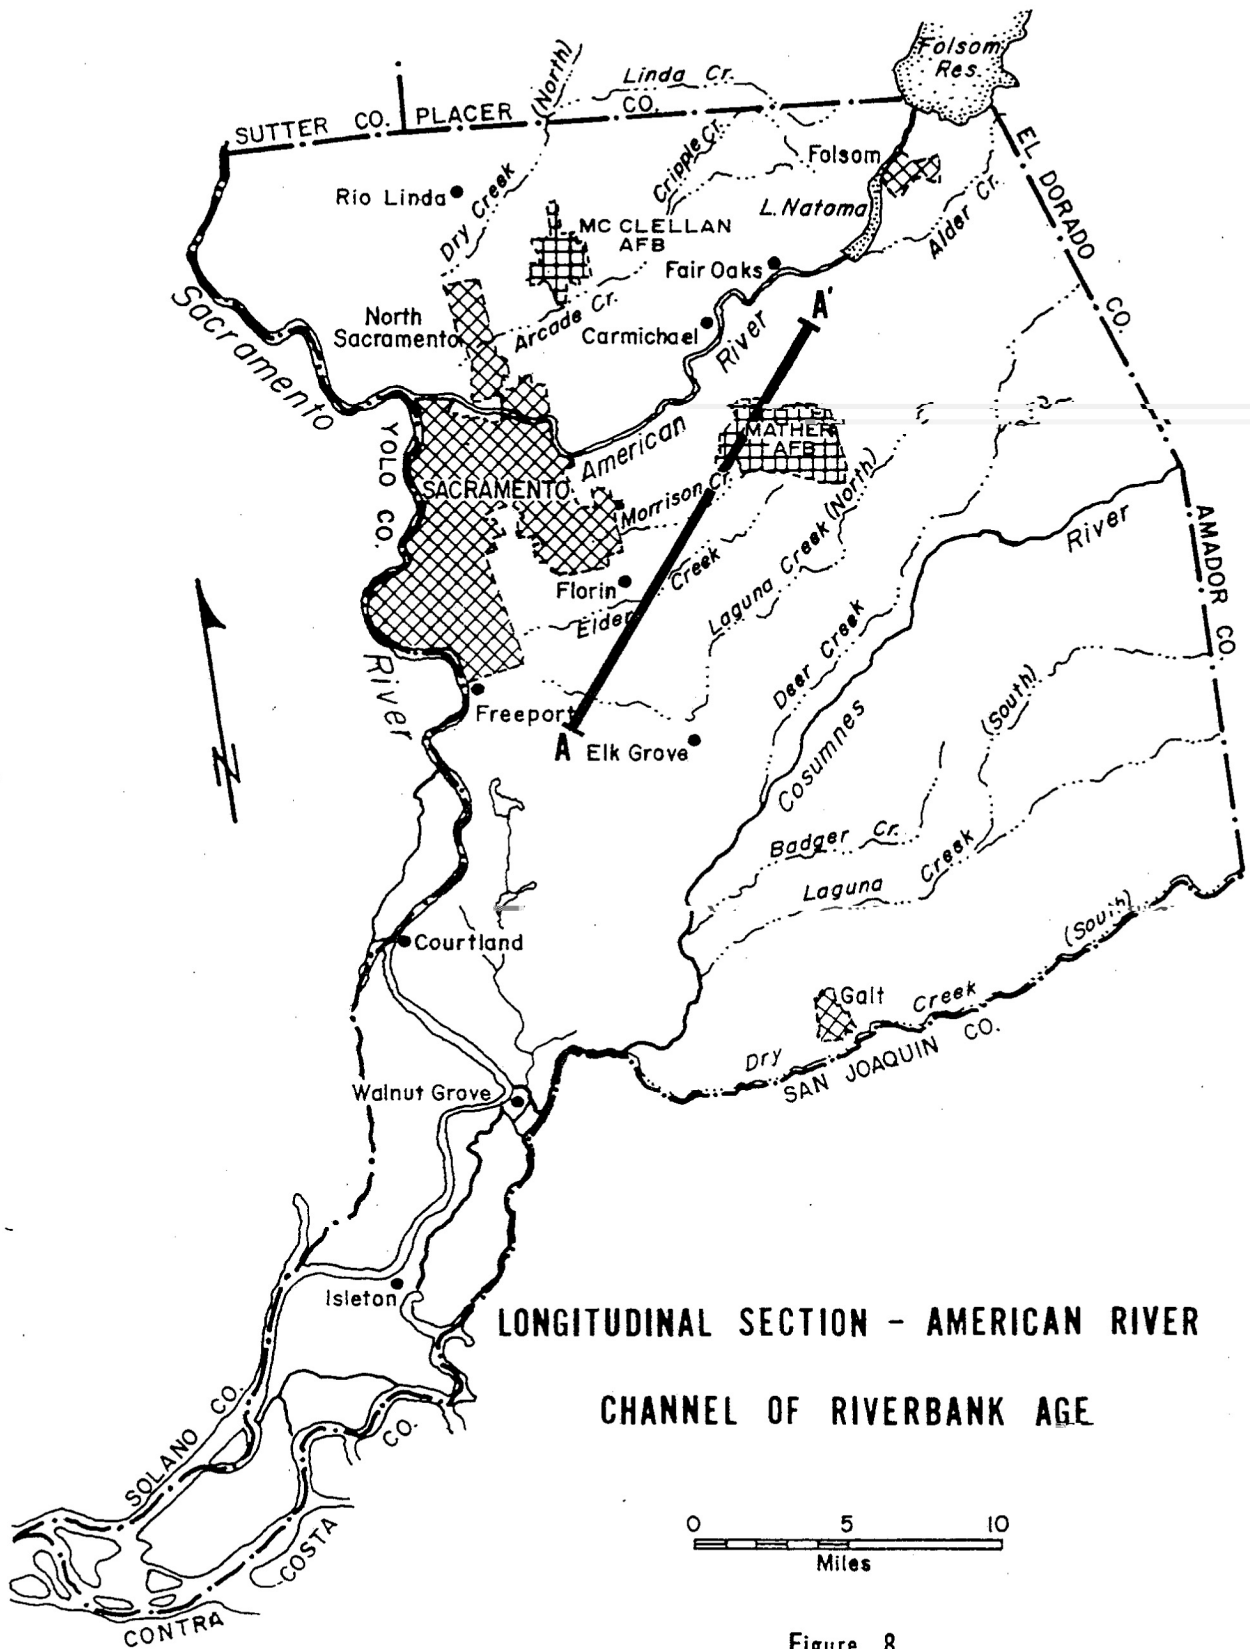 Folsom
Res.
Linda Cr.
(North)
SUTTER CO.
PLACER CO.
Cripple Cr.
Folsom
EL DORADO CO.
Rio Linda
Dry Creek
L. Natoma
Alder Cr.
MC CLELLAN
AFB
Fair Oaks
A'
Sacramento
North
Sacramento
Arcade Cr.
Carmichael
River
YOLO CO.
American
MATHER
AFB
SACRAMENTO
Morrison Cr.
Laguna Creek (North)
River
AMADOR CO.
Florin
Creek
Elder
Deer Creek
River
Freeport
A
Elk Grove
Cosumnes
(South)
N
Badger Cr.
Laguna Creek
Courtland
(South)
Galt
Dry Creek
SAN JOAQUIN CO.
Walnut Grove
Isleton
LONGITUDINAL SECTION - AMERICAN RIVER
CHANNEL OF RIVERBANK AGE
SOLANO CO.
CO.
COSTA
CONTRA
0 5 10
Miles
Figure 8